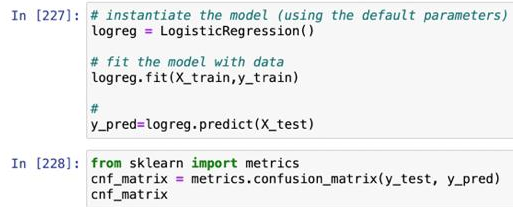 In [227]: # instantiate the model (using the default parameters)
logreg = LogisticRegression()
# fit the model with data
logreg.fit(X_train,y_train)
#
y_pred=logreg.predict(X_test)
In [228]: from sklearn import metrics
cnf_matrix = metrics.confusion_matrix(y_test, y_pred)
cnf_matrix